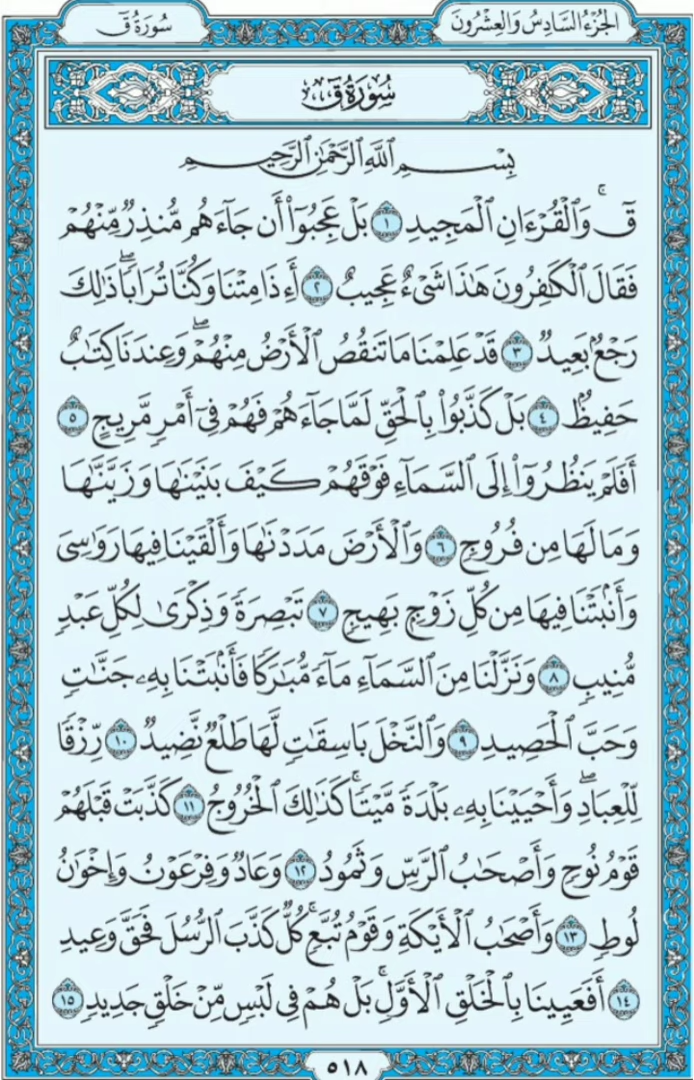 الجُزْءُ السَّادِسُ وَالْعِشْرُونَ
سُورَةُ قٓ
سُورَةُ قٓ
بِسْمِ ٱللَّهِ ٱلرَّحْمَٰنِ ٱلرَّحِيمِ
قٓۚ وَٱلْقُرْءَانِ ٱلْمَجِيدِ ١ بَلْ عَجِبُوٓا۟ أَن جَآءَهُم مُّنذِرٌ مِّنْهُمْ
فَقَالَ ٱلْكَٰفِرُونَ هَٰذَا شَىْءٌ عَجِيبٌ ٢ أَءِذَا مِتْنَا وَكُنَّا تُرَابًاۖ ذَٰلِكَ
رَجْعٌۢ بَعِيدٌ ٣ قَدْ عَلِمْنَا مَا تَنقُصُ ٱلْأَرْضُ مِنْهُمْۖ وَعِندَنَا كِتَٰبٌ
حَفِيظٌۢ ٤ بَلْ كَذَّبُوا۟ بِٱلْحَقِّ لَمَّا جَآءَهُمْ فَهُمْ فِىٓ أَمْرٍ مَّرِيجٍ ٥
أَفَلَمْ يَنظُرُوٓا۟ إِلَى ٱلسَّمَآءِ فَوْقَهُمْ كَيْفَ بَنَيْنَٰهَا وَزَيَّنَّٰهَا
وَمَا لَهَا مِن فُرُوجٍ ٦ وَٱلْأَرْضَ مَدَدْنَٰهَا وَأَلْقَيْنَا فِيهَا رَوَٰسِىَ
وَأَنۢبَتْنَا فِيهَا مِن كُلِّ زَوْجٍۭ بَهِيجٍ ٧ تَبْصِرَةً وَذِكْرَىٰ لِكُلِّ عَبْدٍ
مُّنِيبٍ ٨ وَنَزَّلْنَا مِنَ ٱلسَّمَآءِ مَآءً مُّبَٰرَكًا فَأَنۢبَتْنَا بِهِۦ جَنَّٰتٍ
وَحَبَّ ٱلْحَصِيدِ ٩ وَٱلنَّخْلَ بَاسِقَٰتٍ لَّهَا طَلْعٌ نَّضِيدٌ ١٠ رِّزْقًا
لِّلْعِبَادِۖ وَأَحْيَيْنَا بِهِۦ بَلْدَةً مَّيْتًاۚ كَذَٰلِكَ ٱلْخُرُوجُ ١١ كَذَّبَتْ قَبْلَهُمْ
قَوْمُ نُوحٍ وَأَصْحَٰبُ ٱلرَّسِّ وَثَمُودُ ١٢ وَعَادٌ وَفِرْعَوْنُ وَإِخْوَٰنُ
لُوطٍ ١٣ وَأَصْحَٰبُ ٱلْأَيْكَةِ وَقَوْمُ تُبَّعٍۚ كُلٌّ كَذَّبَ ٱلرُّسُلَ فَحَقَّ وَعِيدِ
١٤ أَفَعَيِينَا بِٱلْخَلْقِ ٱلْأَوَّلِۚ بَلْ هُمْ فِى لَبْسٍ مِّنْ خَلْقٍ جَدِيدٍ ١٥
٥١٨